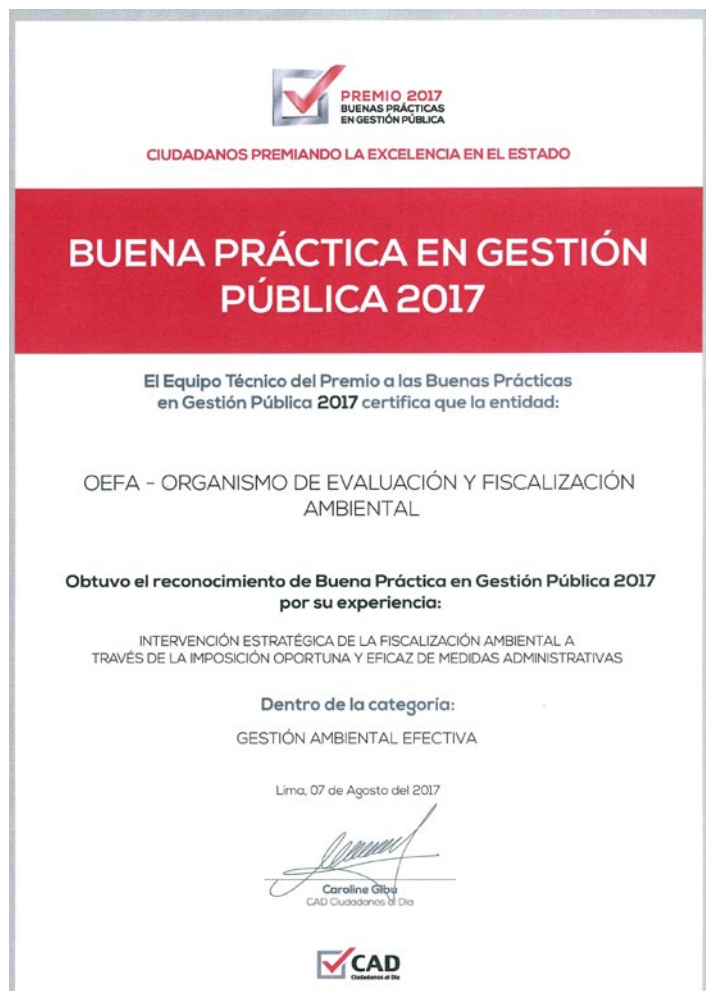 PREMIO 2017
BUENAS PRÁCTICAS
EN GESTIÓN PÚBLICA
CIUDADANOS PREMIANDO LA EXCELENCIA EN EL ESTADO
BUENA PRÁCTICA EN GESTIÓN
PÚBLICA 2017
El Equipo Técnico del Premio a las Buenas Prácticas
en Gestión Pública 2017 certifica que la entidad:
OEFA - ORGANISMO DE EVALUACIÓN Y FISCALIZACIÓN
AMBIENTAL
Obtuvo el reconocimiento de Buena Práctica en Gestión Pública 2017
por su experiencia:
INTERVENCIÓN ESTRATÉGICA DE LA FISCALIZACIÓN AMBIENTAL A
TRAVÉS DE LA IMPOSICIÓN OPORTUNA Y EFICAZ DE MEDIDAS ADMINISTRATIVAS
Dentro de la categoría:
GESTIÓN AMBIENTAL EFECTIVA
Lima, 07 de Agosto del 2017
Caroline Gibu
CAD Ciudadanos al Día
CAD
Ciudadanos al Día